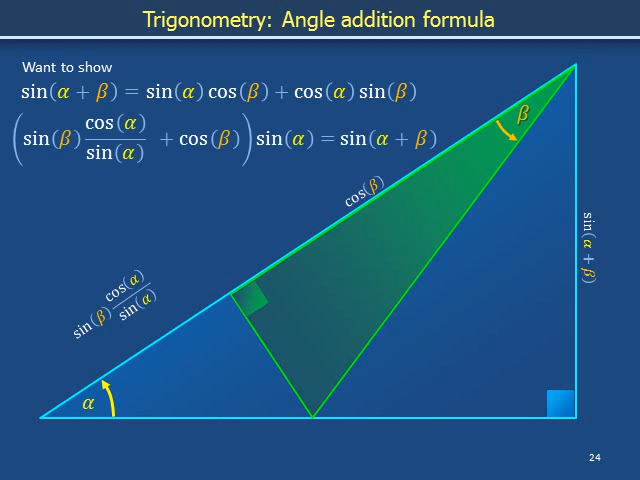 Trigonometry: Angle addition formula
Want to show
sin(α + β) = sin(α) cos(β) + cos(α) sin(β)
(sin(β) cos(α)/sin(α) + cos(β)) sin(α) = sin(α + β)
β
cos(β)
sin(α + β)
sin(β) cos(α)/sin(α)
α
24